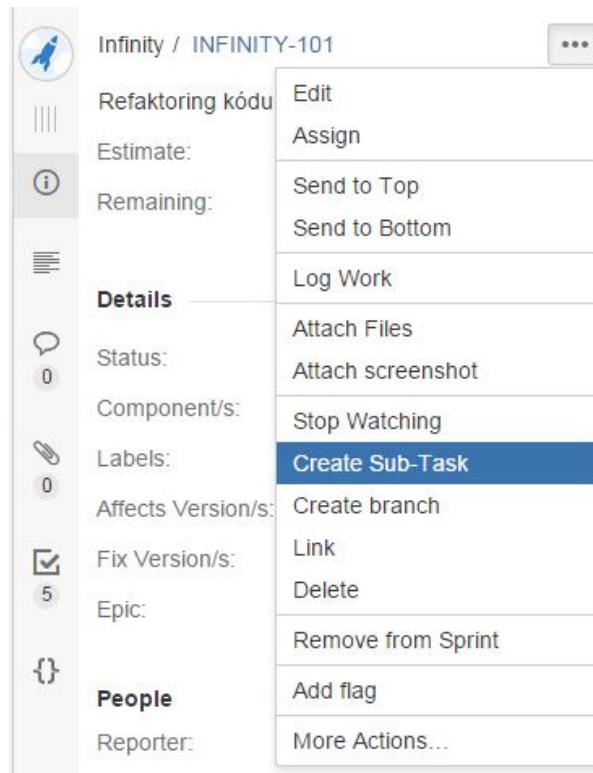 Infinity / INFINITY-101
Refaktoring kódu
Estimate:
Remaining:
Details
Status:
Component/s:
Labels:
Affects Version/s:
Fix Version/s:
Epic:
People
Reporter:
0
0
5
{}
...
Edit
Assign
Send to Top
Send to Bottom
Log Work
Attach Files
Attach screenshot
Stop Watching
Create Sub-Task
Create branch
Link
Delete
Remove from Sprint
Add flag
More Actions...